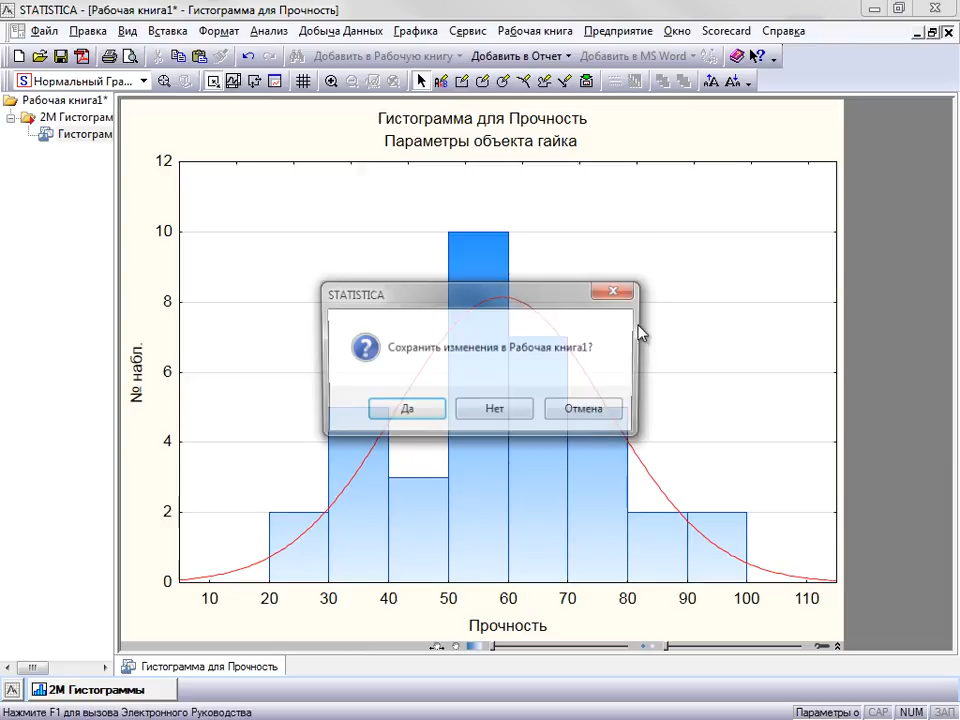 STATISTICA - [Рабочая книга1* - Гистограмма для Прочность]
Файл Правка Вид Вставка Формат Анализ Добыча Данных Графика Сервис Рабочая книга Предприятие Окно Scorecard Справка
Добавить в Рабочую книгу Добавить в Отчет Добавить в MS Word
Нормальный Гра...
Рабочая книга1*
2М Гистограм
Гистограм
Гистограмма для Прочность
Параметры объекта гайка
12
10
8
6
4
2
0
№ набл.
STATISTICA
Сохранить изменения в Рабочая книга1?
Да Нет Отмена
10 20 30 40 50 60 70 80 90 100 110
Прочность
Гистограмма для Прочность
2М Гистограммы
Нажмите F1 для вызова Электронного Руководства
Параметры о CAP NUM ЗАП